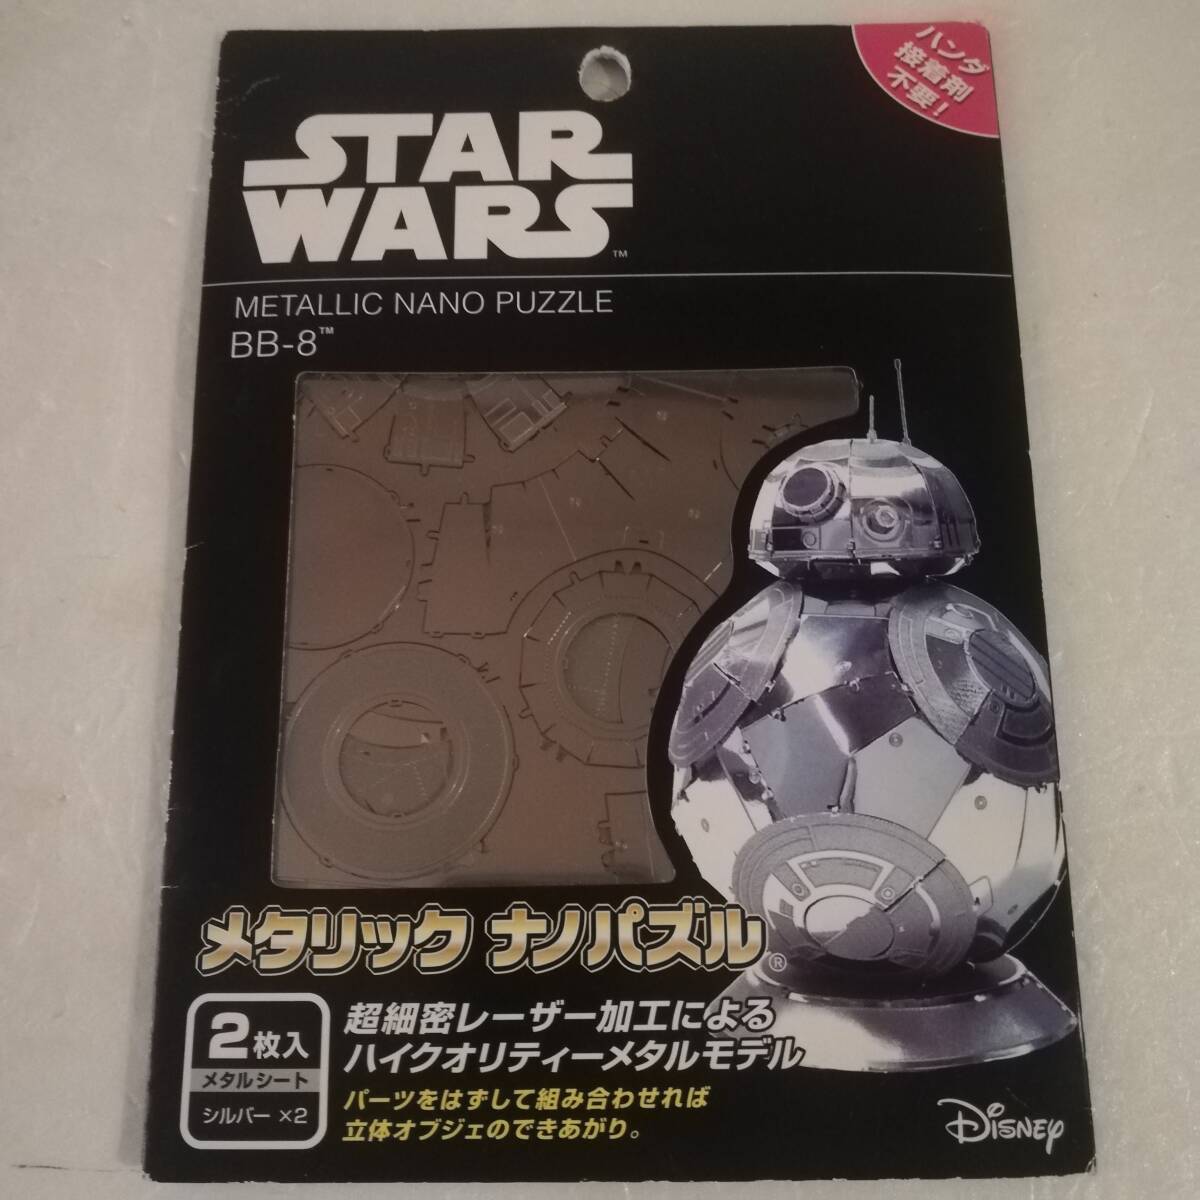 ハンダ
接着剤
不要!
STAR
WARS™
METALLIC NANO PUZZLE
BB-8™
メタリック ナノパズル®
2枚入
メタルシート
シルバー ×2
超細密レーザー加工による
ハイクオリティーメタルモデル
パーツをはずして組み合わせれば
立体オブジェのできあがり。
Disney